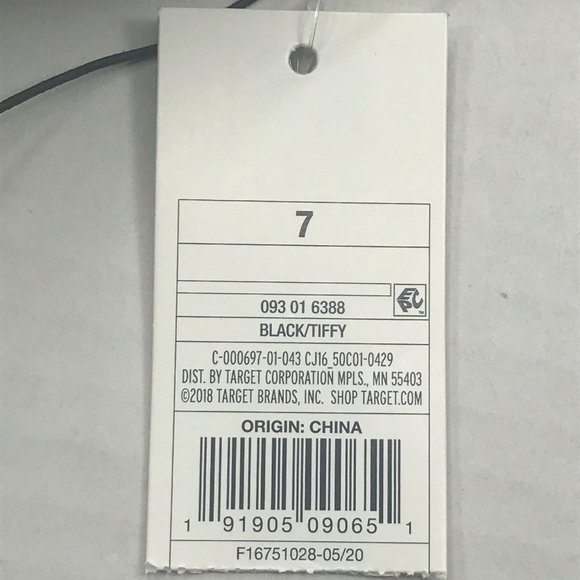 7
EPC™
093 01 6388
BLACK/TIFFY
C-000697-01-043 CJ16_50C01-0429
DIST. BY TARGET CORPORATION MPLS., MN 55403
©2018 TARGET BRANDS, INC. SHOP TARGET.COM
ORIGIN: CHINA
1 91905 09065 1
F16751028-05/20